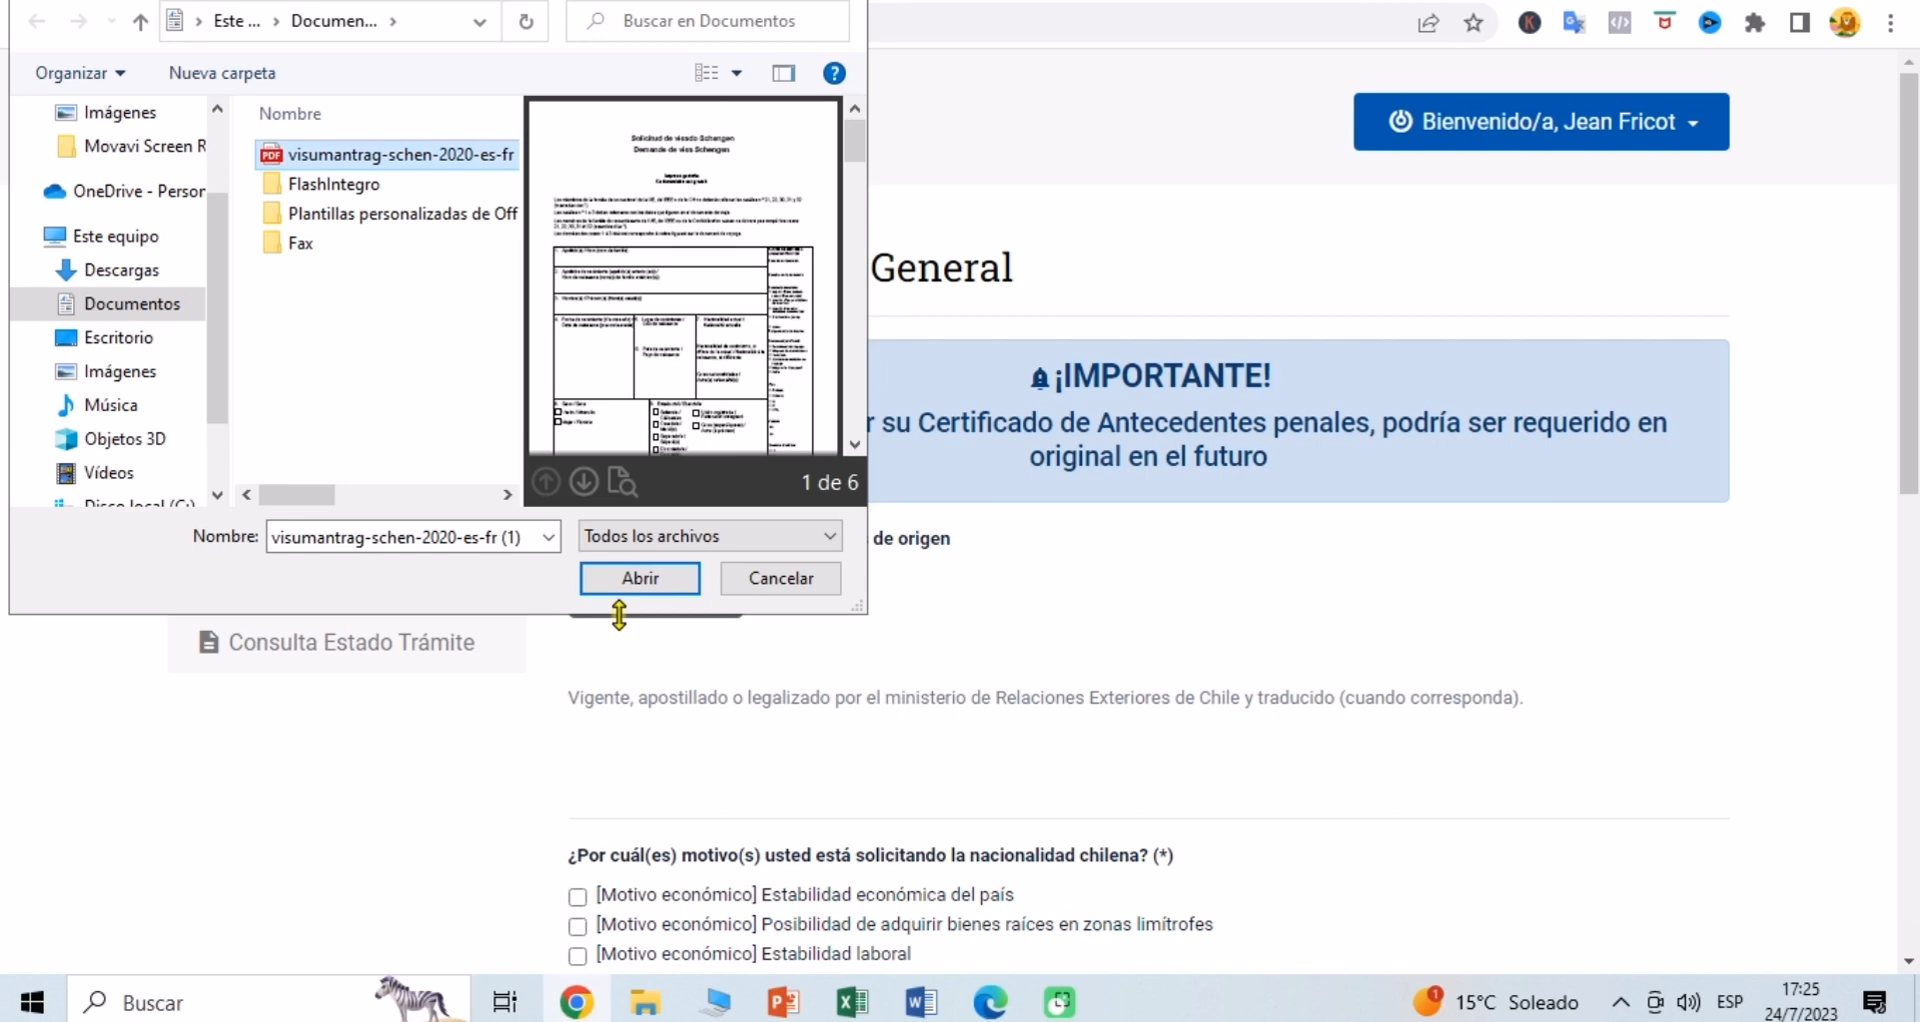 Este ... > Documen... >
Buscar en Documentos
Organizar
Nueva carpeta
?
Imágenes
Movavi Screen R
OneDrive - Person
Este equipo
Descargas
Documentos
Escritorio
Imágenes
Música
Objetos 3D
Vídeos
Disco local (C:)
Nombre
PDF visumantrag-schen-2020-es-fr
FlashIntegro
Plantillas personalizadas de Off
Fax
Solicitud de visado Schengen
Demande de visa Schengen
1 de 6
Nombre: visumantrag-schen-2020-es-fr (1)
Todos los archivos
Abrir
Cancelar
K
Bienvenido/a, Jean Fricot
General
¡IMPORTANTE!
r su Certificado de Antecedentes penales, podría ser requerido en
original en el futuro
de origen
Consulta Estado Trámite
Vigente, apostillado o legalizado por el ministerio de Relaciones Exteriores de Chile y traducido (cuando corresponda).
¿Por cuál(es) motivo(s) usted está solicitando la nacionalidad chilena? (*)
[Motivo económico] Estabilidad económica del país
[Motivo económico] Posibilidad de adquirir bienes raíces en zonas limítrofes
[Motivo económico] Estabilidad laboral
Buscar
1
15°C Soleado
ESP
17:25
24/7/2023